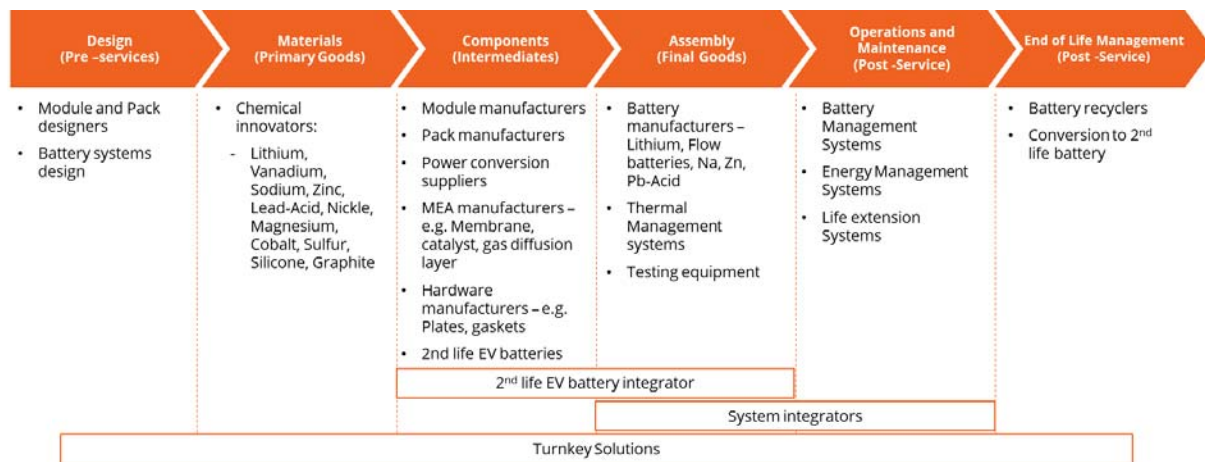 Design
(Pre –services)
Materials
(Primary Goods)
Components
(Intermediates)
Assembly
(Final Goods)
Operations and
Maintenance
(Post -Service)
End of Life Management
(Post -Service)
• Module and Pack
designers
• Battery systems
design
• Chemical
innovators:
- Lithium,
Vanadium,
Sodium, Zinc,
Lead-Acid, Nickle,
Magnesium,
Cobalt, Sulfur,
Silicone, Graphite
• Module manufacturers
• Pack manufacturers
• Power conversion
suppliers
• MEA manufacturers –
e.g. Membrane,
catalyst, gas diffusion
layer
• Hardware
manufacturers – e.g.
Plates, gaskets
• 2nd life EV batteries
• Battery
manufacturers –
Lithium, Flow
batteries, Na, Zn,
Pb-Acid
• Thermal
Management
systems
• Testing equipment
• Battery
Management
Systems
• Energy Management
Systems
• Life extension
Systems
• Battery recyclers
• Conversion to 2nd
life battery
2nd life EV battery integrator
System integrators
Turnkey Solutions